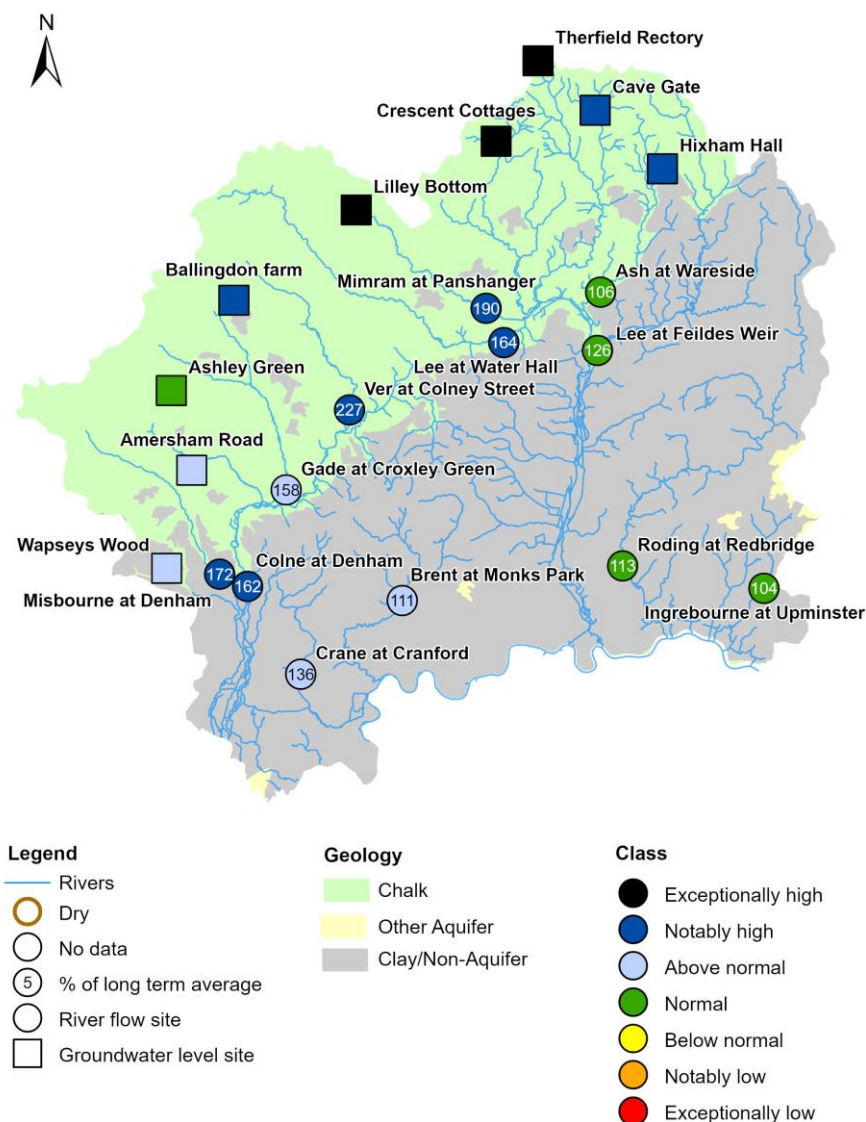 N
Therfield Rectory
Cave Gate
Crescent Cottages
Hixham Hall
Lilley Bottom
Ballingdon farm
Mimram at Panshanger
190
Ash at Wareside
106
Lee at Feildes Weir
126
164
Lee at Water Hall
Ashley Green
Ver at Colney Street
227
Amersham Road
Gade at Croxley Green
158
Wapseys Wood
Colne at Denham
172
162
Misbourne at Denham
Brent at Monks Park
111
Roding at Redbridge
113
104
Ingrebourne at Upminster
Crane at Cranford
136
Legend
Rivers
Dry
No data
5 % of long term average
River flow site
Groundwater level site
Geology
Chalk
Other Aquifer
Clay/Non-Aquifer
Class
Exceptionally high
Notably high
Above normal
Normal
Below normal
Notably low
Exceptionally low